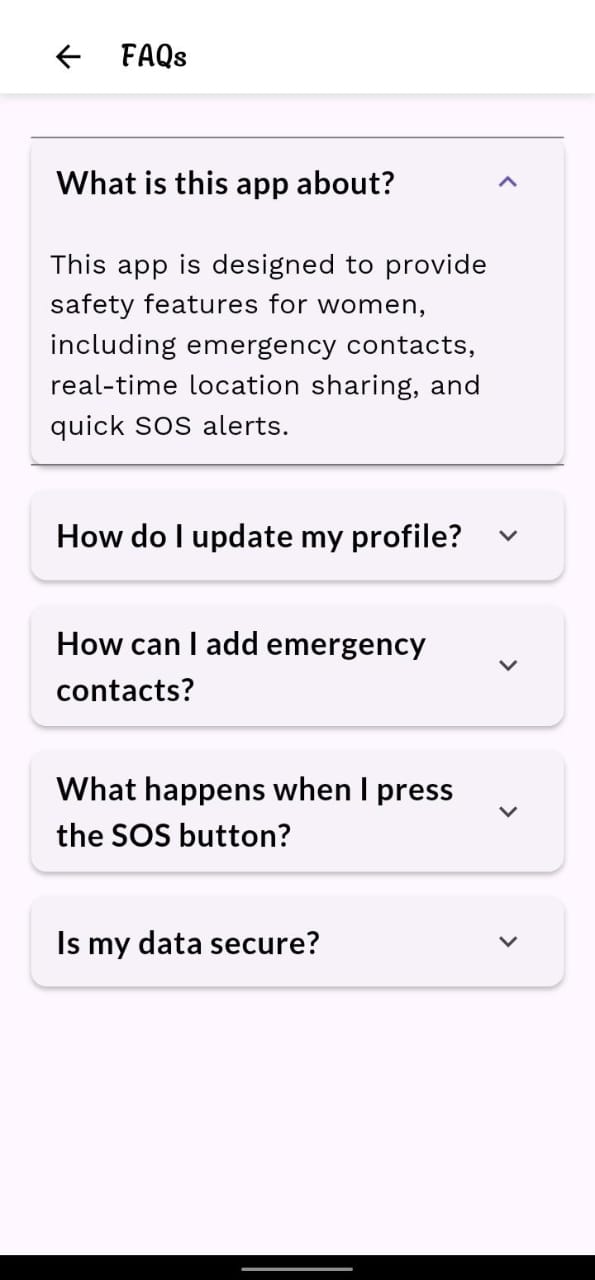 FAQs
What is this app about?
This app is designed to provide
safety features for women,
including emergency contacts,
real-time location sharing, and
quick SOS alerts.
How do I update my profile?
How can I add emergency
contacts?
What happens when I press
the SOS button?
Is my data secure?